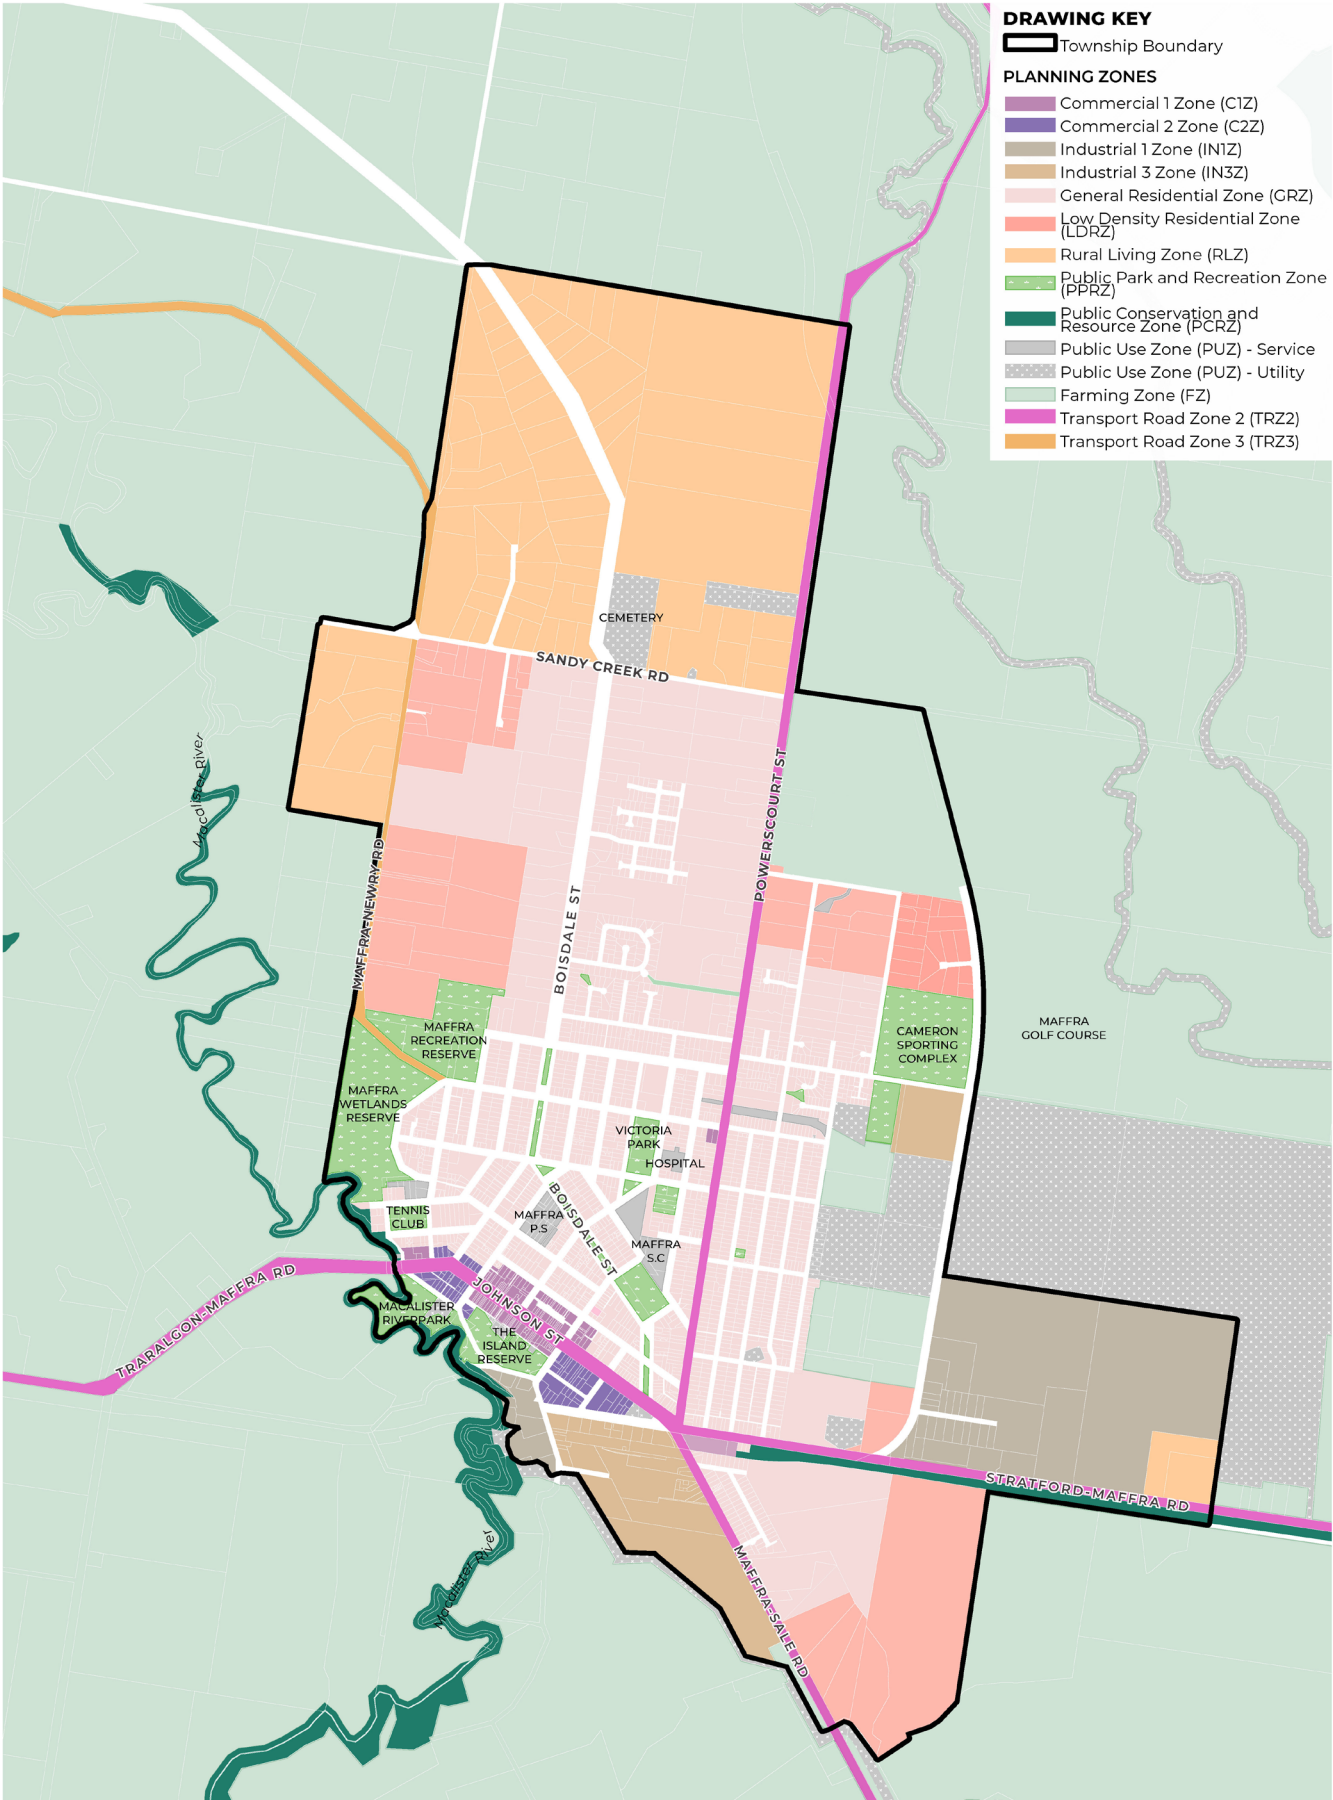 DRAWING KEY
Township Boundary
PLANNING ZONES
Commercial 1 Zone (C1Z)
Commercial 2 Zone (C2Z)
Industrial 1 Zone (IN1Z)
Industrial 3 Zone (IN3Z)
General Residential Zone (GRZ)
Low Density Residential Zone
(LDRZ)
Rural Living Zone (RLZ)
Public Park and Recreation Zone
(PPRZ)
Public Conservation and
Resource Zone (PCRZ)
Public Use Zone (PUZ) - Service
Public Use Zone (PUZ) - Utility
Farming Zone (FZ)
Transport Road Zone 2 (TRZ2)
Transport Road Zone 3 (TRZ3)
CEMETERY
SANDY CREEK RD
Macalister River
POWERSCOURT ST
MAFFRA-NEWRY RD
BOISDALE ST
MAFFRA
RECREATION
RESERVE
CAMERON
SPORTING
COMPLEX
MAFFRA
GOLF COURSE
MAFFRA
WETLANDS
RESERVE
VICTORIA
PARK
HOSPITAL
TENNIS
CLUB
MAFFRA
P.S
BOISDALE ST
MAFFRA
S.C
TRARALGON-MAFFRA RD
MACALISTER
RIVERPARK
JOHNSON ST
THE
ISLAND
RESERVE
STRATFORD-MAFFRA RD
MAFFRA-SALE RD
Macalister River